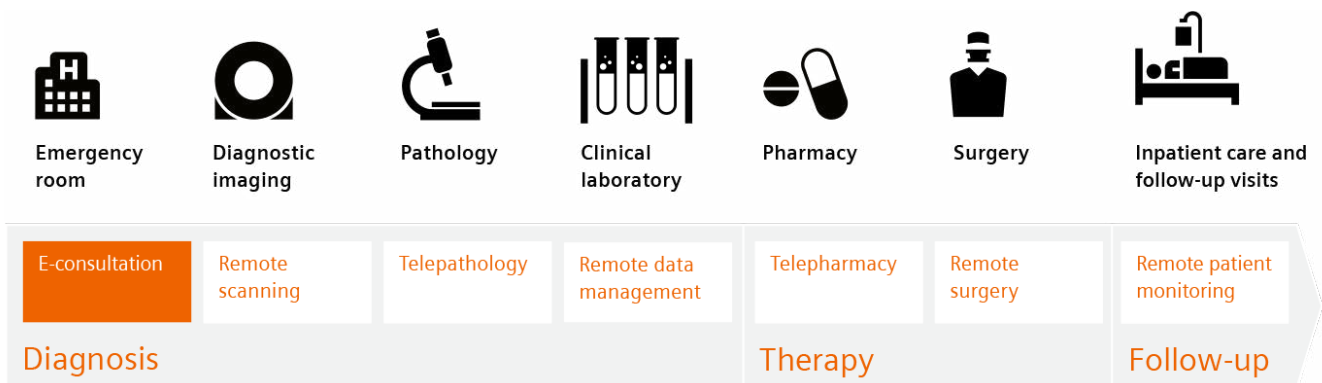 H
Emergency
room
Diagnostic
imaging
Pathology
Clinical
laboratory
Pharmacy
Surgery
Inpatient care and
follow-up visits
E-consultation
Remote
scanning
Telepathology
Remote data
management
Telepharmacy
Remote
surgery
Remote patient
monitoring
Diagnosis
Therapy
Follow-up